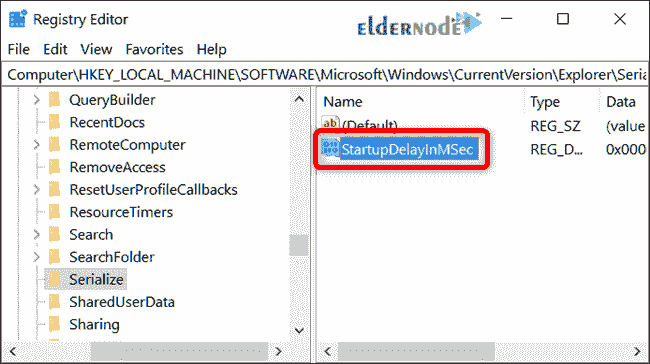 Registry Editor
eldernode
File Edit View Favorites Help
Computer\HKEY_LOCAL_MACHINE\SOFTWARE\Microsoft\Windows\CurrentVersion\Explorer\Seria
QueryBuilder
RecentDocs
RemoteComputer
RemoveAccess
ResetUserProfileCallbacks
ResourceTimers
Search
SearchFolder
Serialize
SharedUserData
Sharing
Name Type Data
ab (Default) REG_SZ (value
StartupDelayInMSec REG_D... 0x000